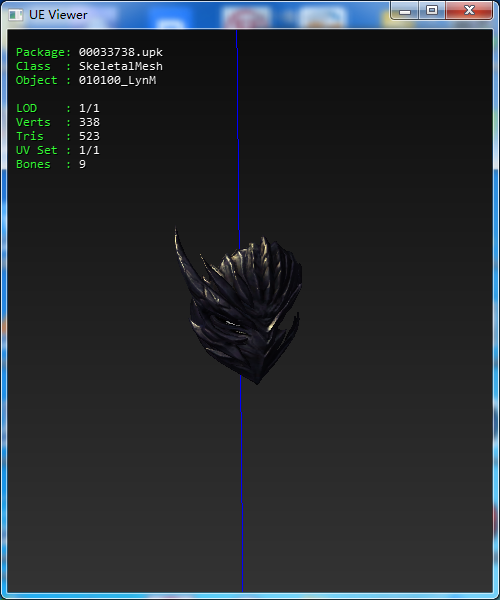 UE Viewer
Package: 00033738.upk
Class : SkeletalMesh
Object : 010100_LynM
LOD : 1/1
Verts : 338
Tris : 523
UV Set : 1/1
Bones : 9